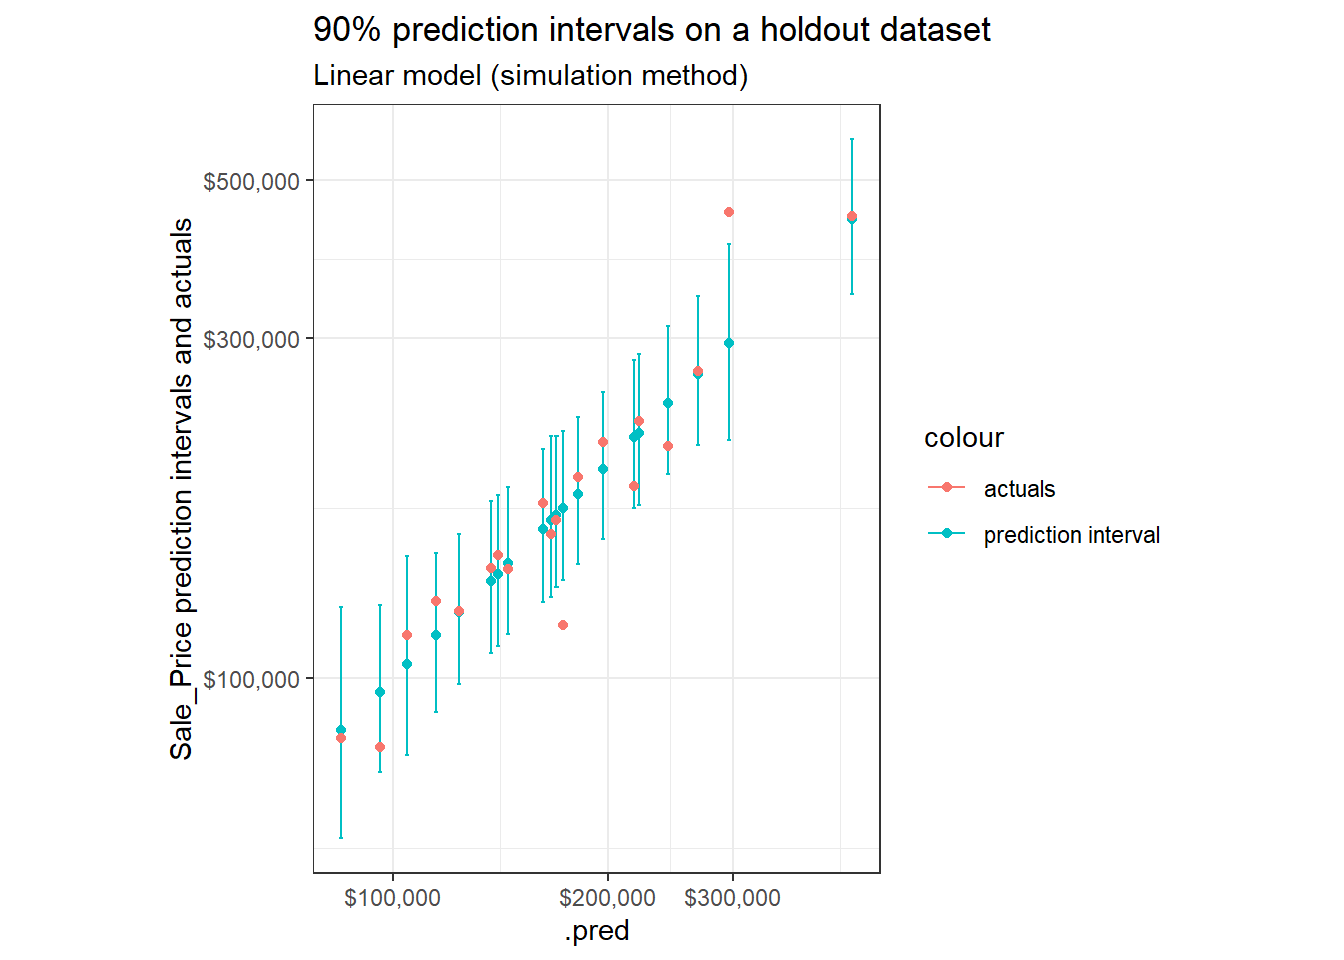 90% prediction intervals on a holdout dataset
Linear model (simulation method)
Sale_Price prediction intervals and actuals
$500,000
$300,000
$100,000
$100,000
$200,000
$300,000
.pred
colour
actuals
prediction interval